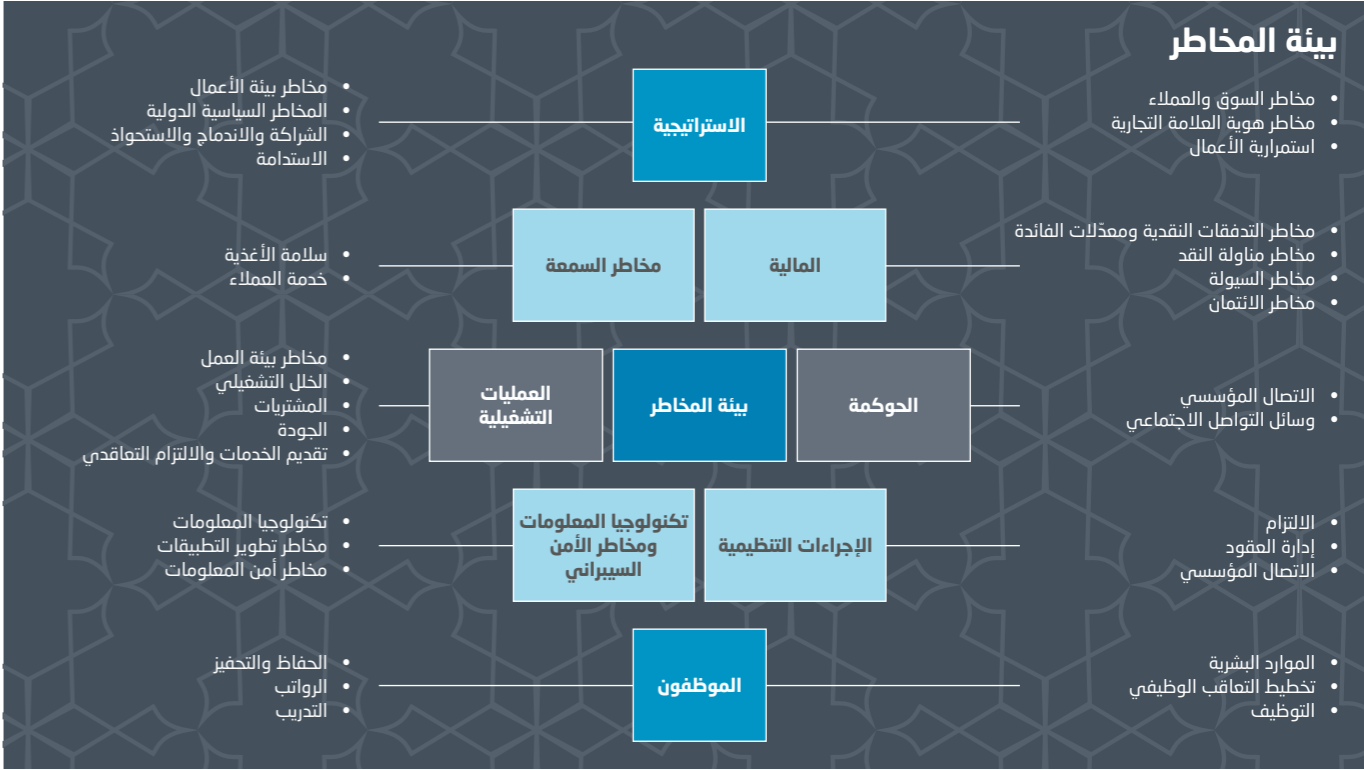 بيئة المخاطر
• مخاطر السوق والعملاء
• مخاطر هوية العلامة التجارية
• استمرارية الأعمال
الاستراتيجية
• مخاطر بيئة الأعمال
• المخاطر السياسية الدولية
• الشراكة والاندماج والاستحواذ
• الاستدامة
• مخاطر التدفقات النقدية ومعدّلات الفائدة
• مخاطر مناولة النقد
• مخاطر السيولة
• مخاطر الائتمان
المالية
مخاطر السمعة
• سلامة الأغذية
• خدمة العملاء
• الاتصال المؤسسي
• وسائل التواصل الاجتماعي
الحوكمة
بيئة المخاطر
العمليات
التشغيلية
• مخاطر بيئة العمل
• الخلل التشغيلي
• المشتريات
• الجودة
• تقديم الخدمات والالتزام التعاقدي
• الالتزام
• إدارة العقود
• الاتصال المؤسسي
الإجراءات التنظيمية
تكنولوجيا المعلومات
ومخاطر الأمن
السيبراني
• تكنولوجيا المعلومات
• مخاطر تطوير التطبيقات
• مخاطر أمن المعلومات
• الموارد البشرية
• تخطيط التعاقب الوظيفي
• التوظيف
الموظفون
• الحفاظ والتحفيز
• الرواتب
• التدريب